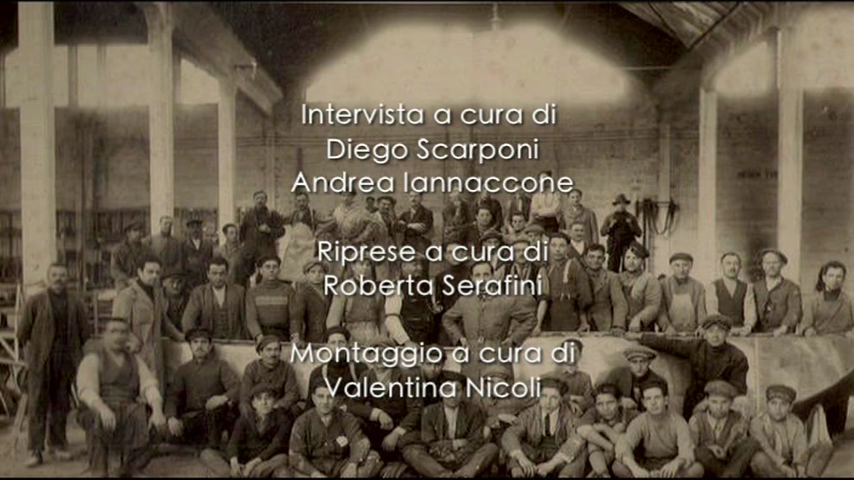 Intervista a cura di
Diego Scarponi
Andrea Iannaccone
Riprese a cura di
Roberta Serafini
Montaggio a cura di
Valentina Nicoli